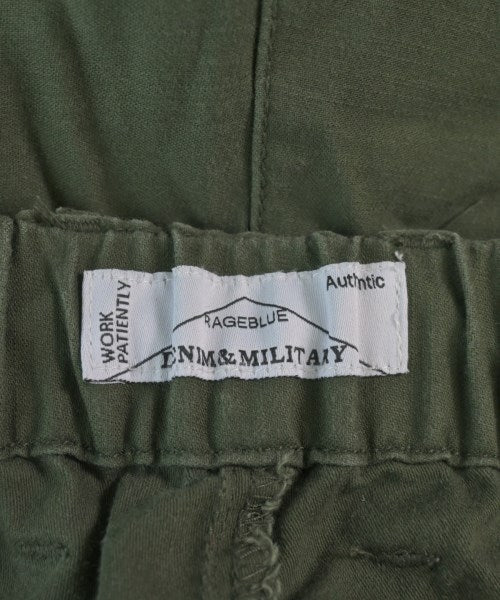 WORK
PATIENTLY
Authentic
RAGEBLUE
DENIM & MILITARY